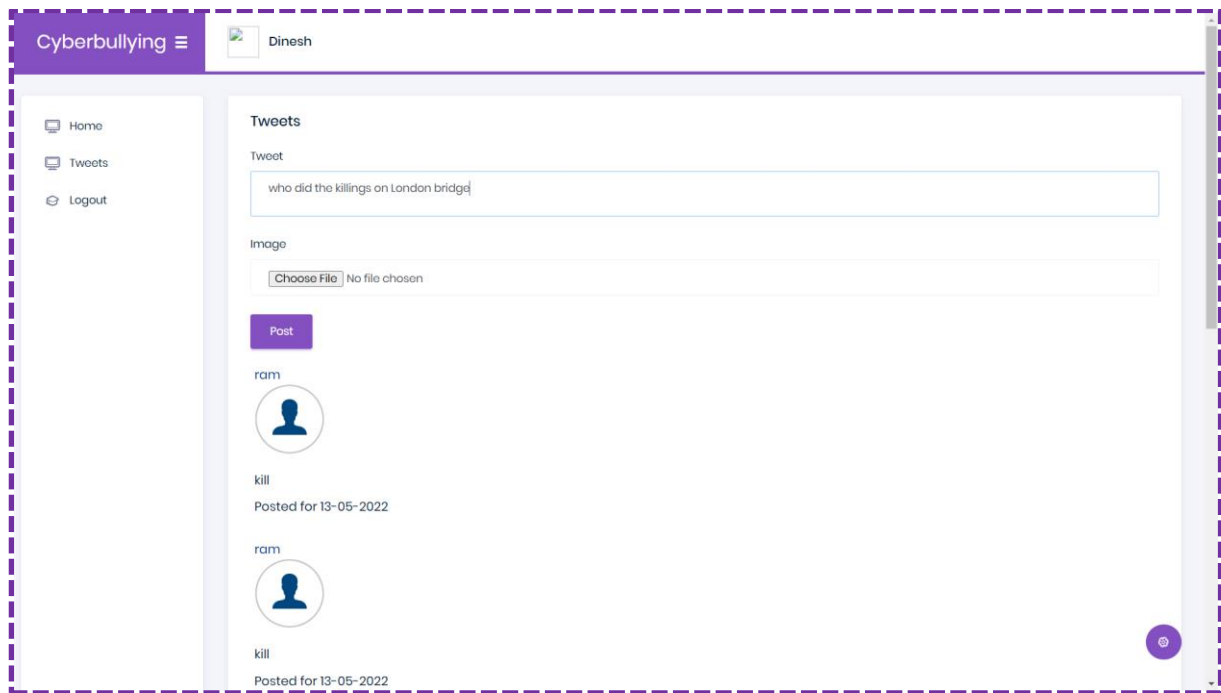 Cyberbullying
Dinesh
Home
Tweets
Logout
Tweets
Tweet
who did the killings on London bridge
Image
Choose File No file chosen
Post
ram
kill
Posted for 13-05-2022
ram
kill
Posted for 13-05-2022